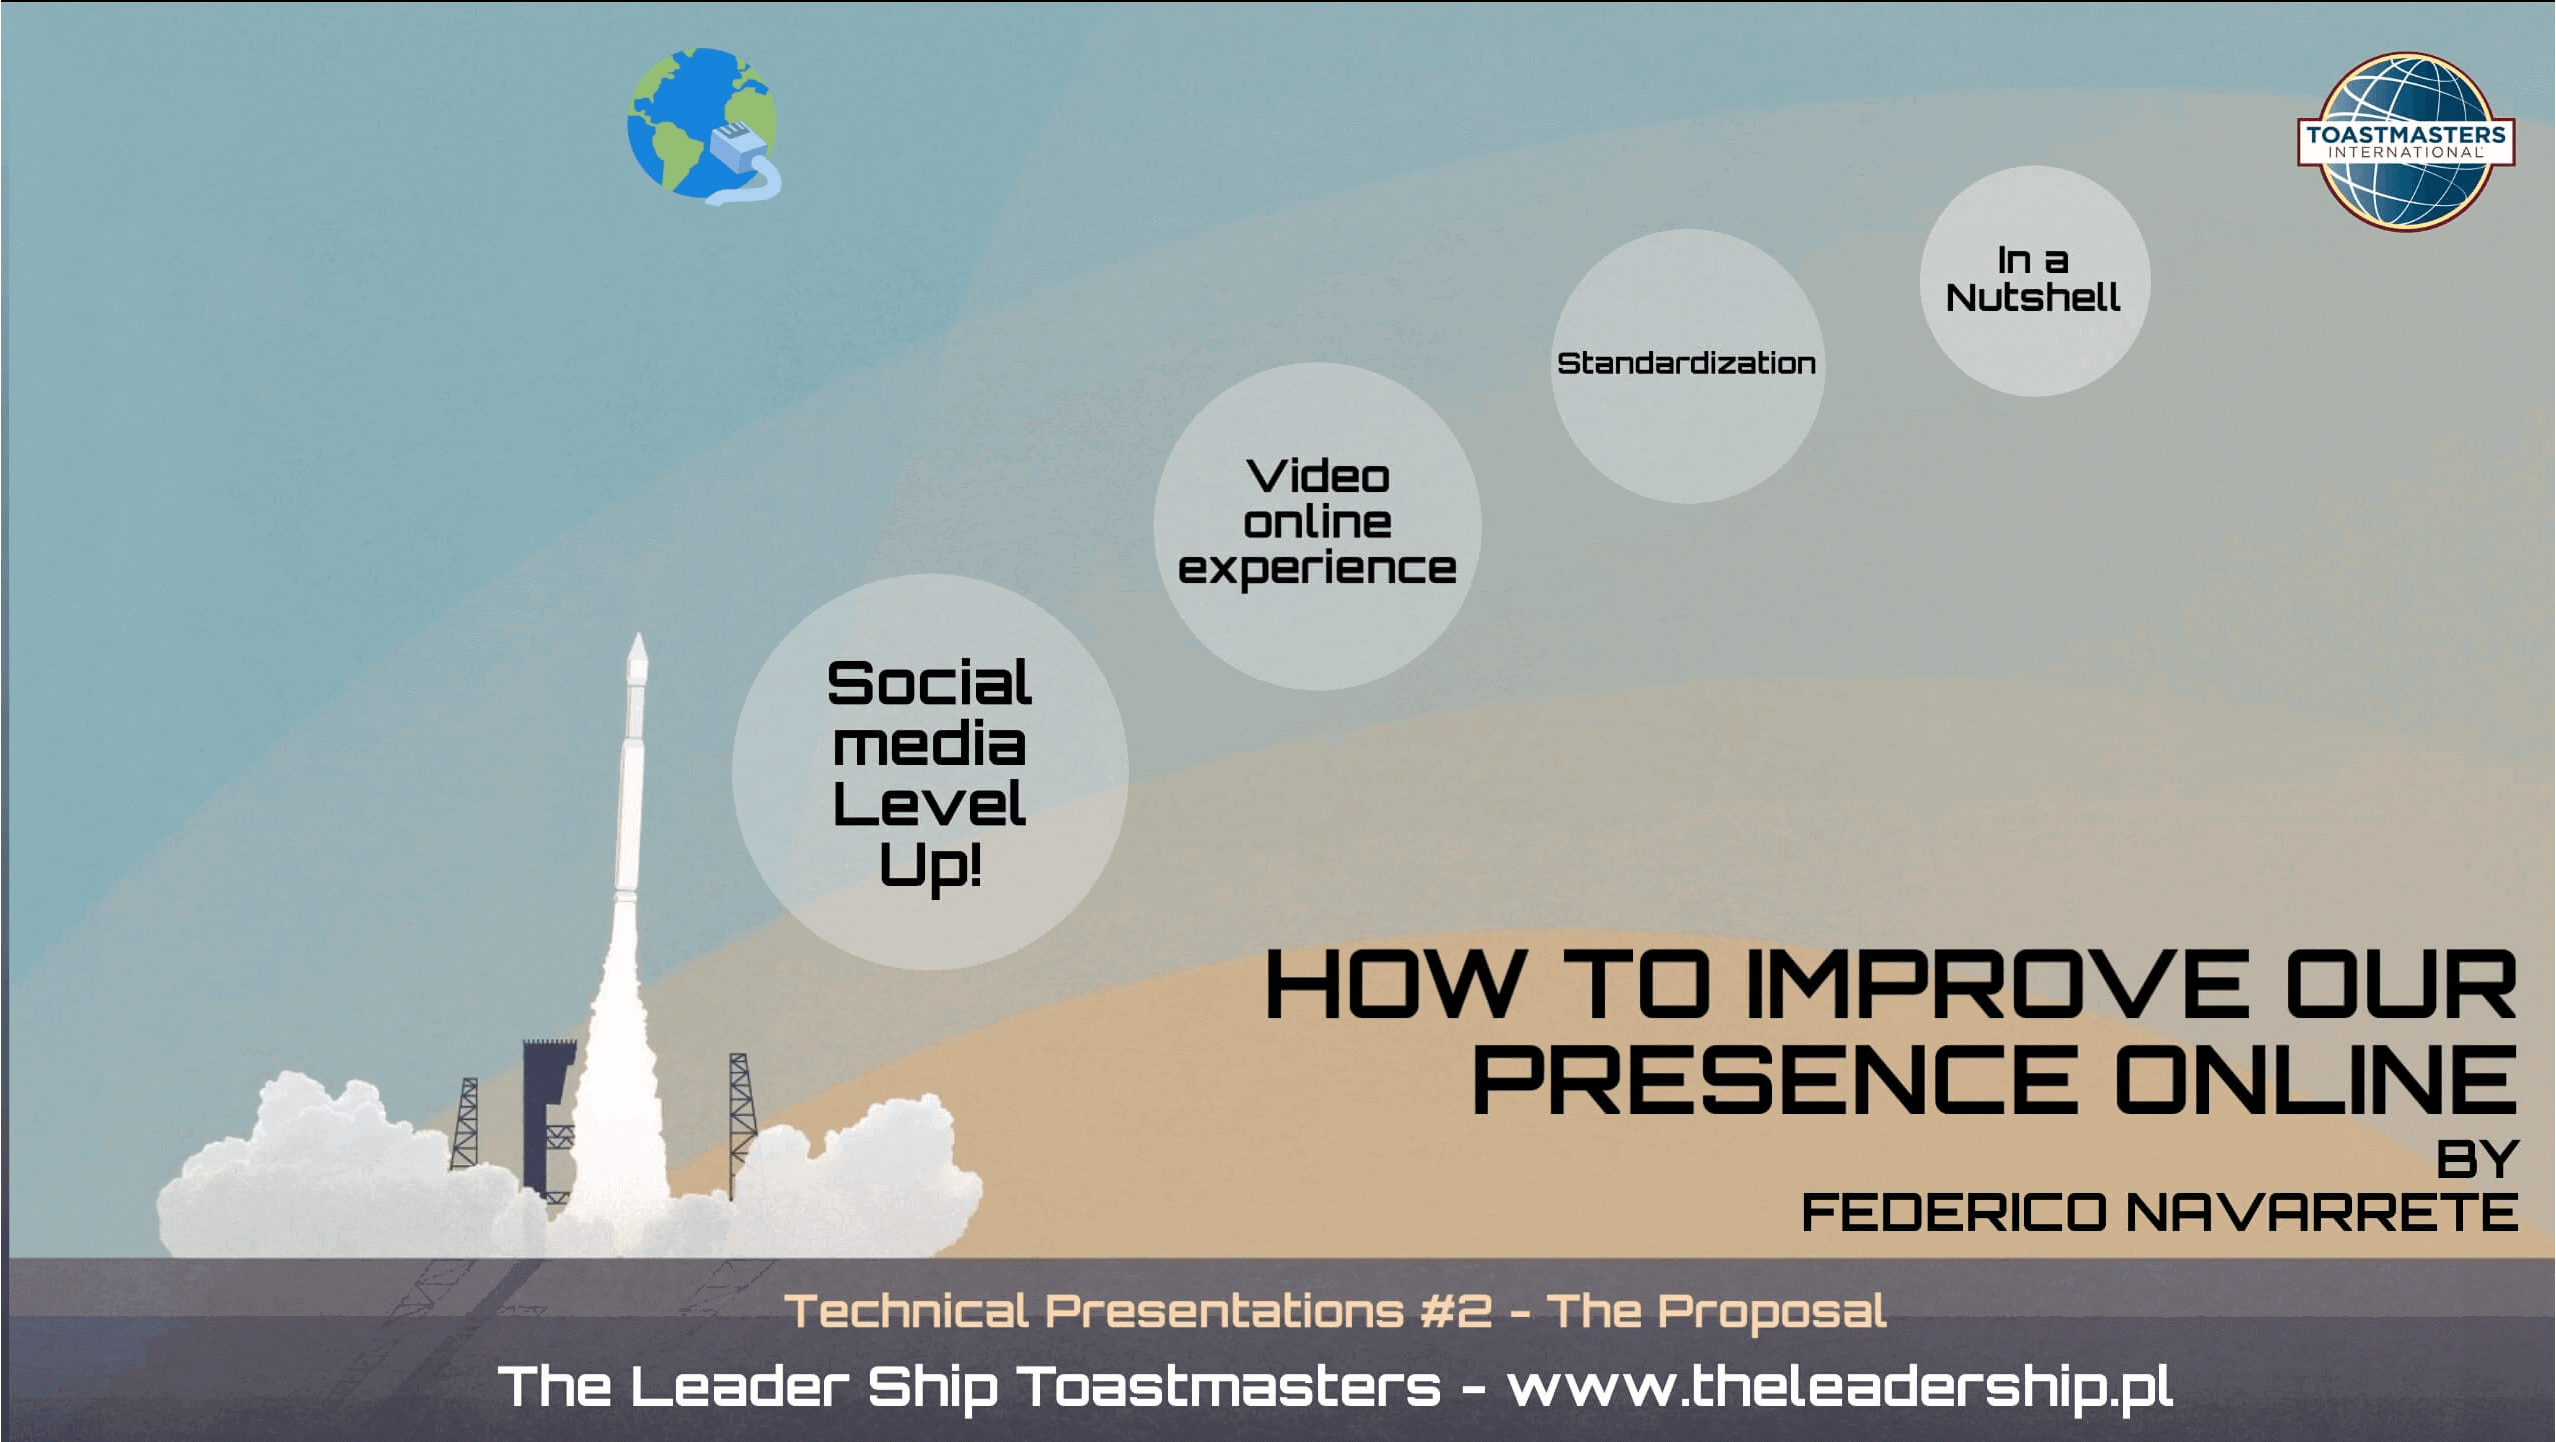 TOASTMASTERS
INTERNATIONAL
In a
Nutshell
Standardization
Video
online
experience
Social
media
Level
Up!
HOW TO IMPROVE OUR
PRESENCE ONLINE
BY
FEDERICO NAVARRETE
Technical Presentations #2 - The Proposal
The Leader Ship Toastmasters - www.theleadership.pl